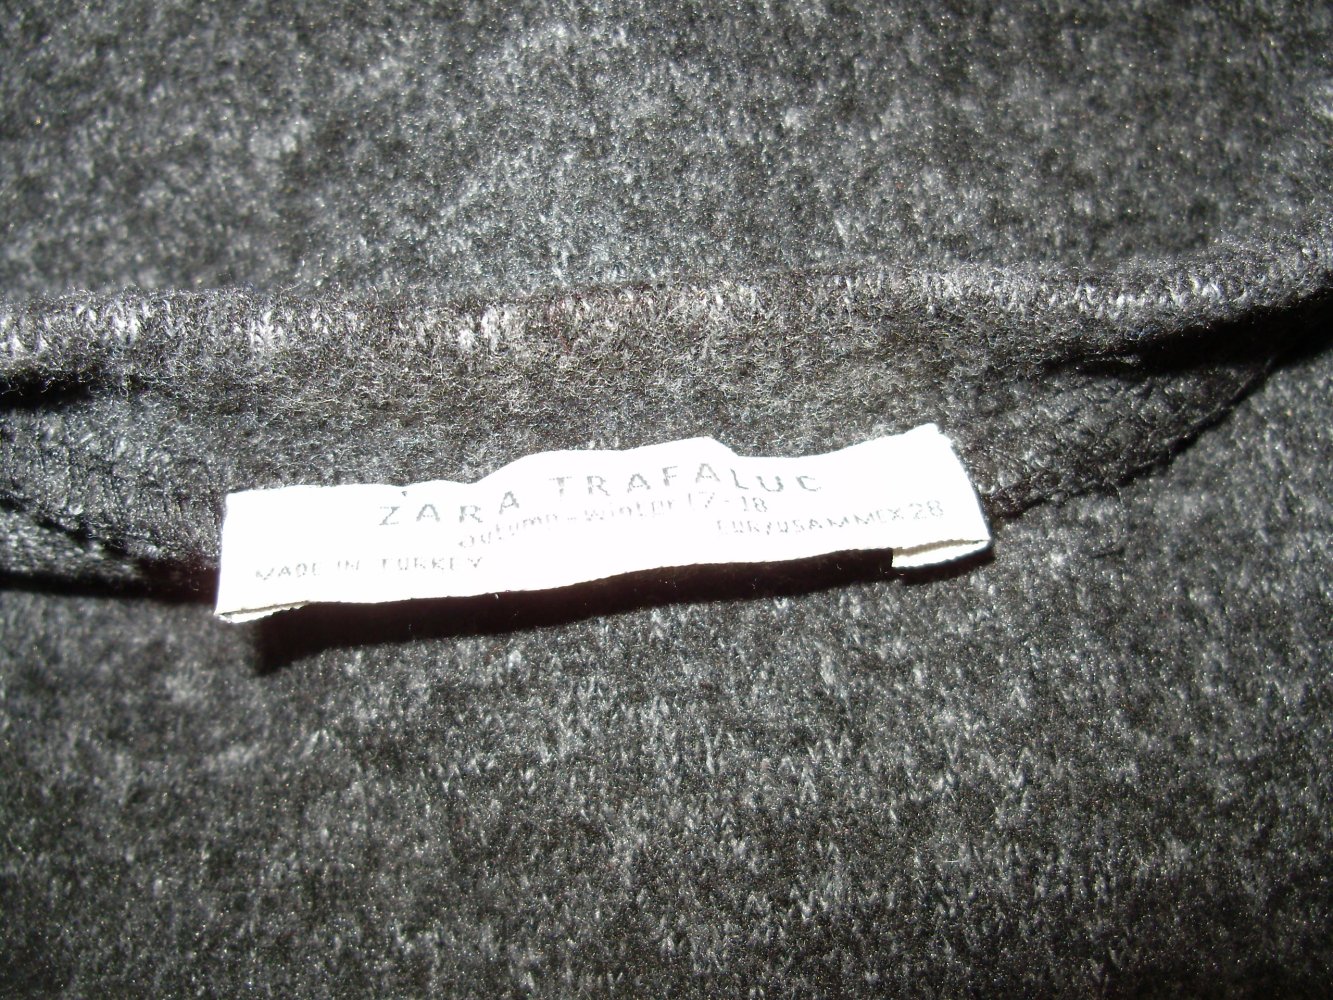 ZARA TRAFALUC
autumn-winter 17-18
MADE IN TURKEY EUR/USA M MEX 28